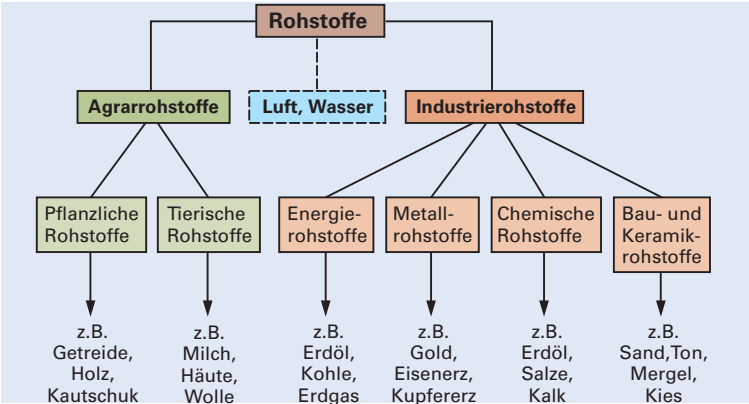 Rohstoffe
Agrarrohstoffe
Luft, Wasser
Industrierohstoffe
Pflanzliche
Rohstoffe
Tierische
Rohstoffe
Energie-
rohstoffe
Metall-
rohstoffe
Chemische
Rohstoffe
Bau- und
Keramik-
rohstoffe
z.B.
Getreide,
Holz,
Kautschuk
z.B.
Milch,
Häute,
Wolle
z.B.
Erdöl,
Kohle,
Erdgas
z.B.
Gold,
Eisenerz,
Kupfererz
z.B.
Erdöl,
Salze,
Kalk
z.B.
Sand,Ton,
Mergel,
Kies